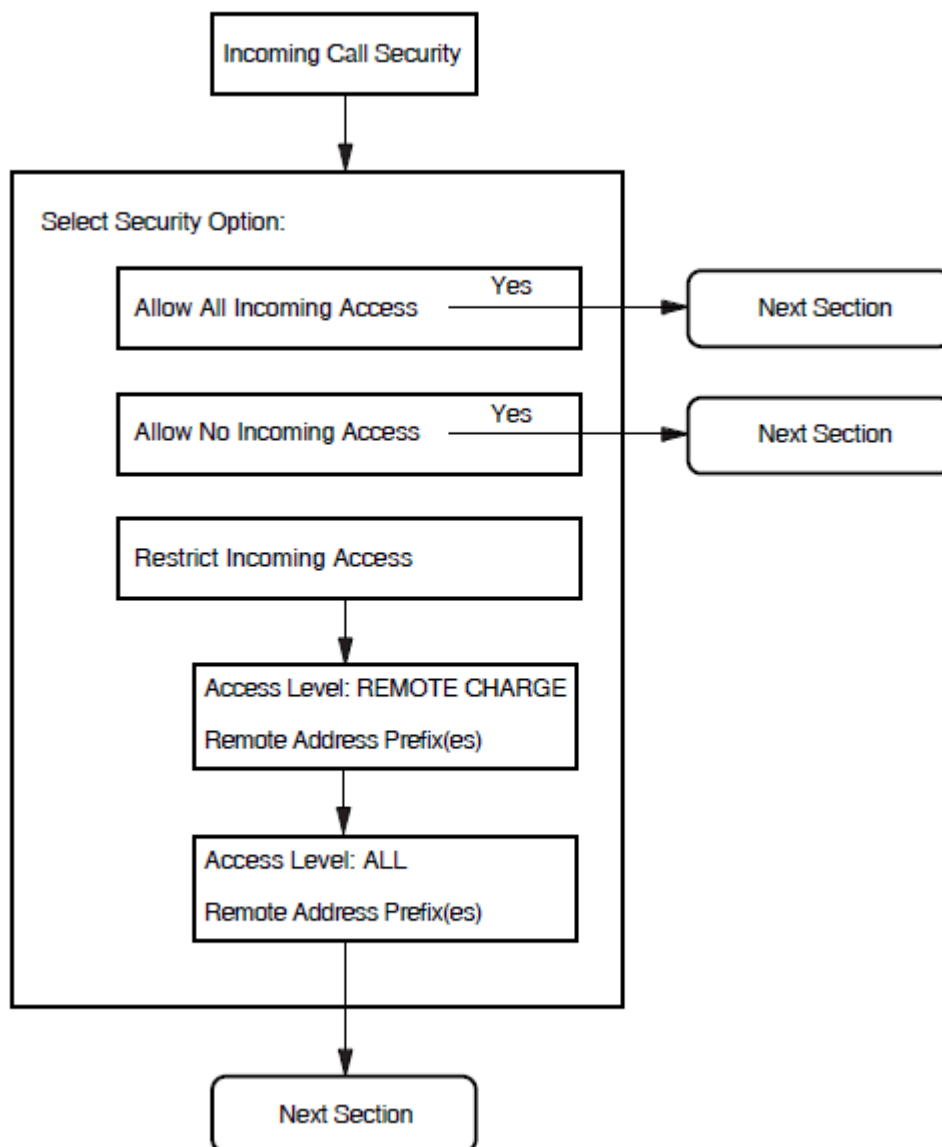 Incoming Call Security
Select Security Option:
Yes
Allow All Incoming Access
Next Section
Yes
Allow No Incoming Access
Next Section
Restrict Incoming Access
Access Level: REMOTE CHARGE
Remote Address Prefix(es)
Access Level: ALL
Remote Address Prefix(es)
Next Section